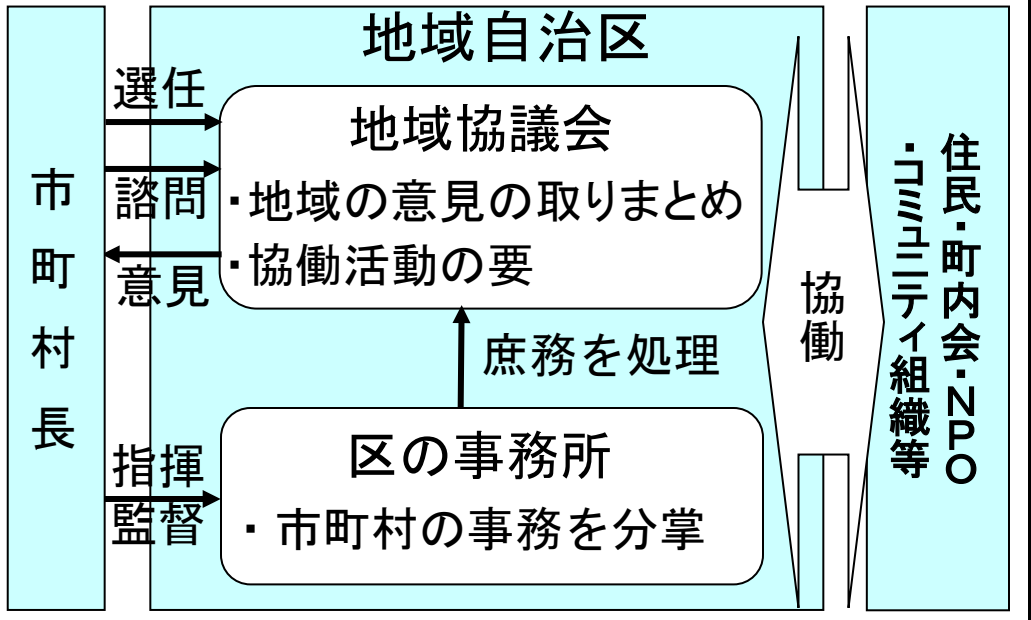 地域自治区
市町村長
選任
諮問
意見
地域協議会
・地域の意見の取りまとめ
・協働活動の要
庶務を処理
指揮
監督
区の事務所
・市町村の事務を分掌
協働
住民・町内会・NPO
・コミュニティ組織等